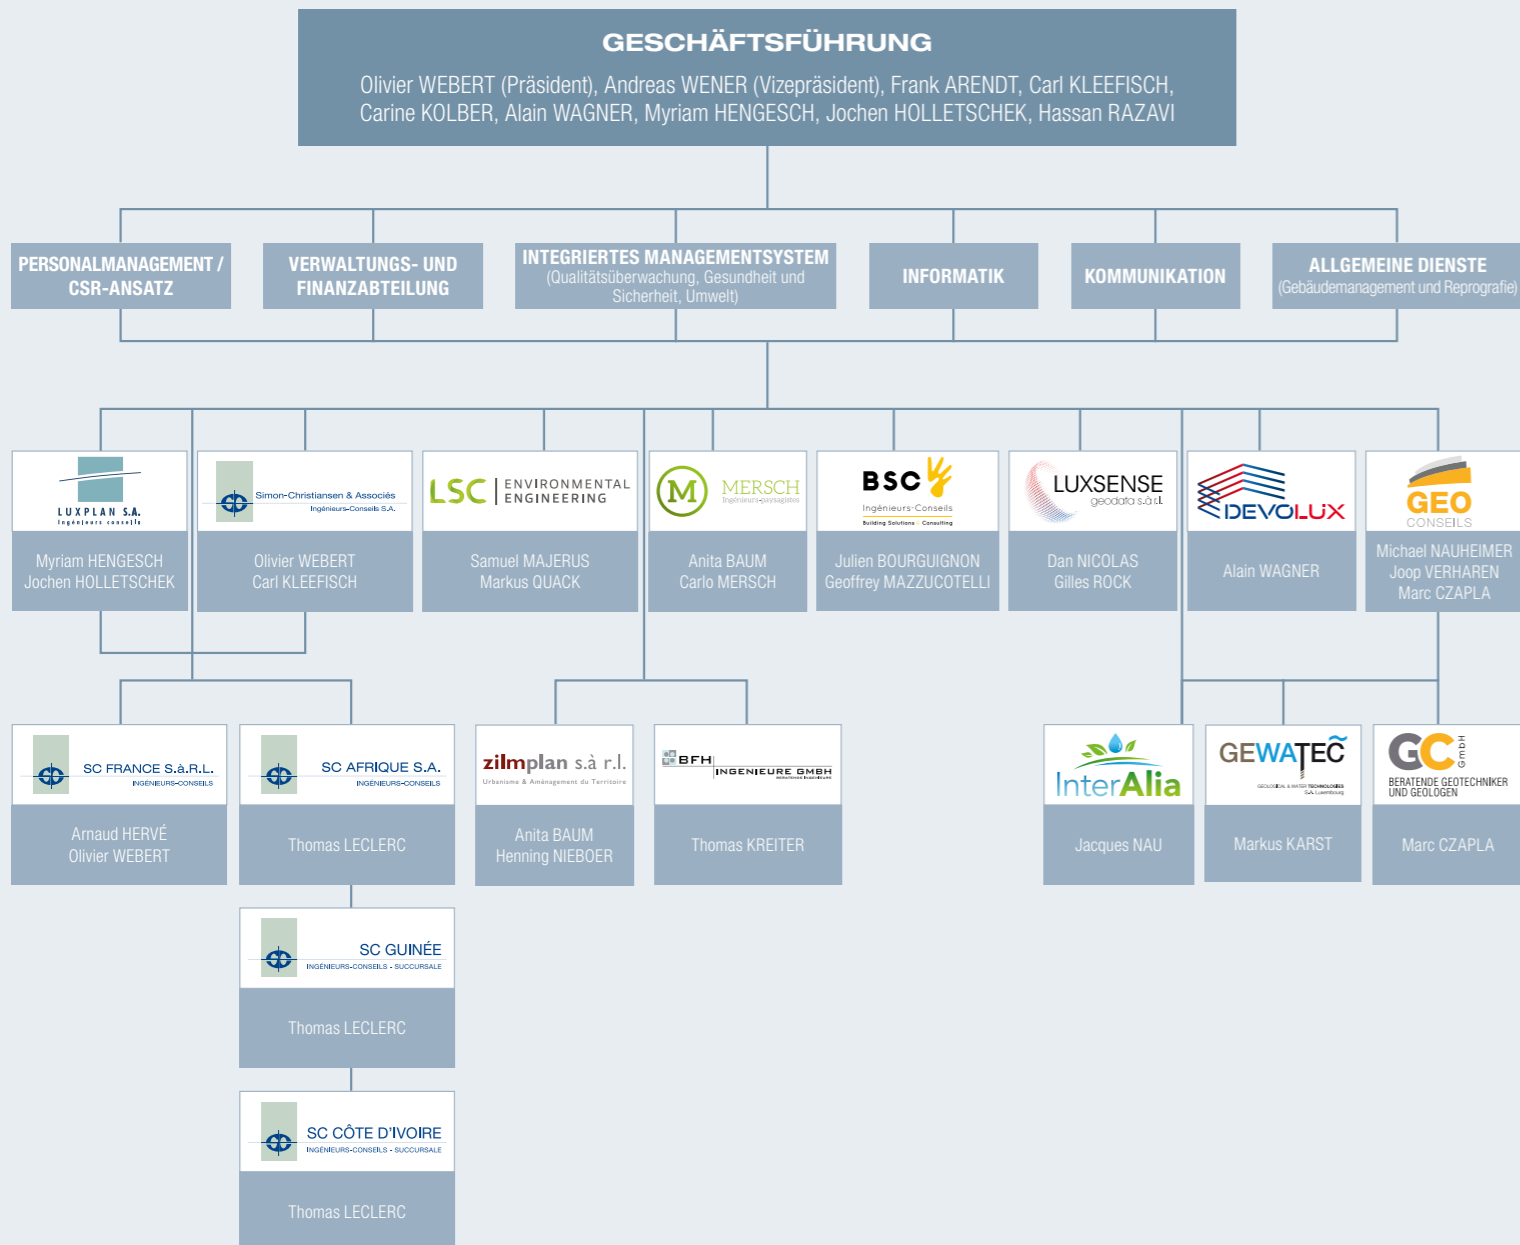 GESCHÄFTSFÜHRUNG
Olivier WEBERT (Präsident), Andreas WENER (Vizepräsident), Frank ARENDT, Carl KLEEFISCH,
Carine KOLBER, Alain WAGNER, Myriam HENGESCH, Jochen HOLLETSCHEK, Hassan RAZAVI
PERSONALMANAGEMENT /
CSR-ANSATZ
VERWALTUNGS- UND
FINANZABTEILUNG
INTEGRIERTES MANAGEMENTSYSTEM
(Qualitätsüberwachung, Gesundheit und
Sicherheit, Umwelt)
INFORMATIK
KOMMUNIKATION
ALLGEMEINE DIENSTE
(Gebäudemanagement und Reprografie)
LUXPLAN S.A.
Ingénieurs conseils
Myriam HENGESCH
Jochen HOLLETSCHEK
Simon-Christiansen & Associés
Ingénieurs-Conseils S.A.
Olivier WEBERT
Carl KLEEFISCH
LSC ENVIRONMENTAL
ENGINEERING
Samuel MAJERUS
Markus QUACK
M MERSCH
Ingénieurs-paysagistes
Anita BAUM
Carlo MERSCH
BSC
Ingénieurs-Conseils
Building Solutions & Consulting
Julien BOURGUIGNON
Geoffrey MAZZUCOTELLI
LUXSENSE
geodata s.à r.l.
Dan NICOLAS
Gilles ROCK
DEVOLUX
Alain WAGNER
GEO
CONSEILS
Michael NAUHEIMER
Joop VERHAREN
Marc CZAPLA
SC FRANCE S.à.R.L.
INGÉNIEURS-CONSEILS
Arnaud HERVÉ
Olivier WEBERT
SC AFRIQUE S.A.
INGÉNIEURS-CONSEILS
Thomas LECLERC
zilmplan s.à r.l.
Urbanisme & Aménagement du Territoire
Anita BAUM
Henning NIEBOER
BFH
INGENIEURE GMBH
BERATENDE INGENIEURE
Thomas KREITER
InterAlia
Jacques NAU
GEWATEC
GEOLOGICAL & WATER TECHNOLOGIES
S.A. Luxembourg
Markus KARST
GC GmbH
BERATENDE GEOTECHNIKER
UND GEOLOGEN
Marc CZAPLA
SC GUINÉE
INGÉNIEURS-CONSEILS - SUCCURSALE
Thomas LECLERC
SC CÔTE D'IVOIRE
INGÉNIEURS-CONSEILS - SUCCURSALE
Thomas LECLERC